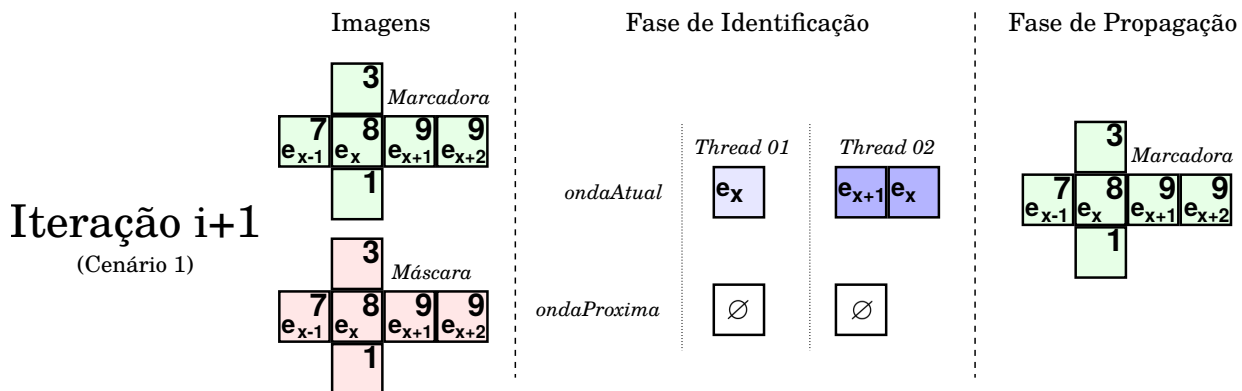 Imagens Fase de Identificação Fase de Propagação
3
Marcadora
7 8 9 9
eₓ₋₁ eₓ eₓ₊₁ eₓ₊₂
1
Iteração i+1
(Cenário 1)
3
Máscara
7 8 9 9
eₓ₋₁ eₓ eₓ₊₁ eₓ₊₂
1
Thread 01 Thread 02
ondaAtual eₓ eₓ₊₁ eₓ
ondaProxima ∅ ∅
3
Marcadora
7 8 9 9
eₓ₋₁ eₓ eₓ₊₁ eₓ₊₂
1